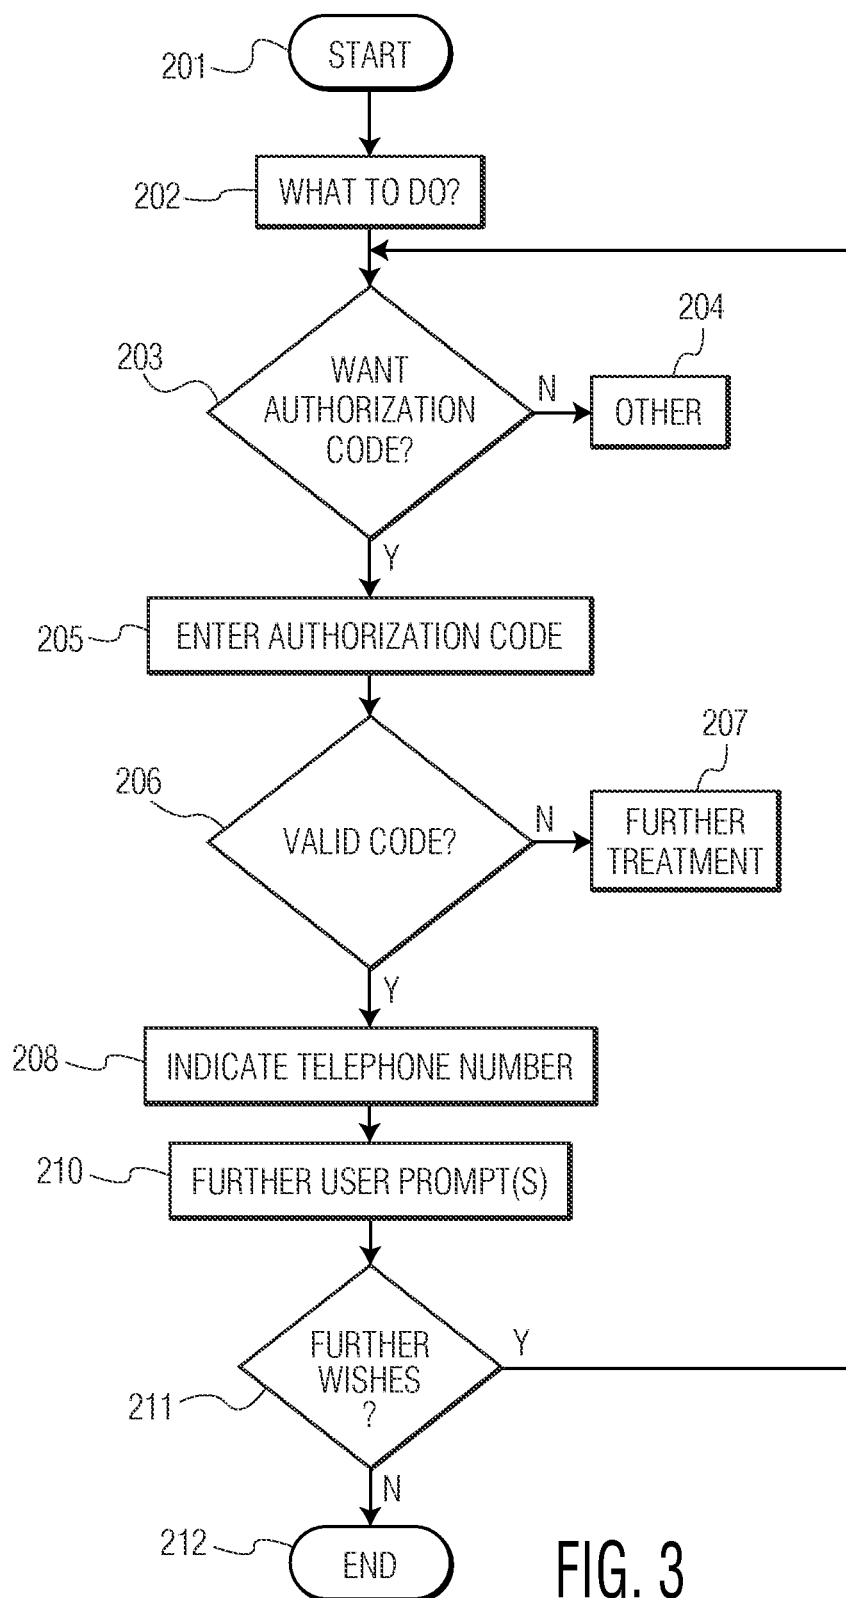 201
START
202
WHAT TO DO?
203
WANT
AUTHORIZATION
CODE?
N
204
OTHER
Y
205
ENTER AUTHORIZATION CODE
206
VALID CODE?
N
207
FURTHER
TREATMENT
Y
208
INDICATE TELEPHONE NUMBER
210
FURTHER USER PROMPT(S)
211
FURTHER
WISHES
?
Y
N
212
END
FIG. 3